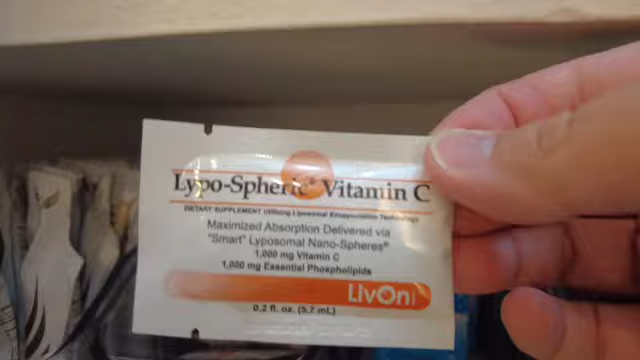 Lypo-Spheric® Vitamin C
DIETARY SUPPLEMENT Utilizing Liposomal Encapsulation Technology
Maximized Absorption Delivered via
"Smart" Lyposomal Nano-Spheres®
1,000 mg Vitamin C
1,000 mg Essential Phospholipids
LivOn
0.2 fl. oz. (5.7 mL)